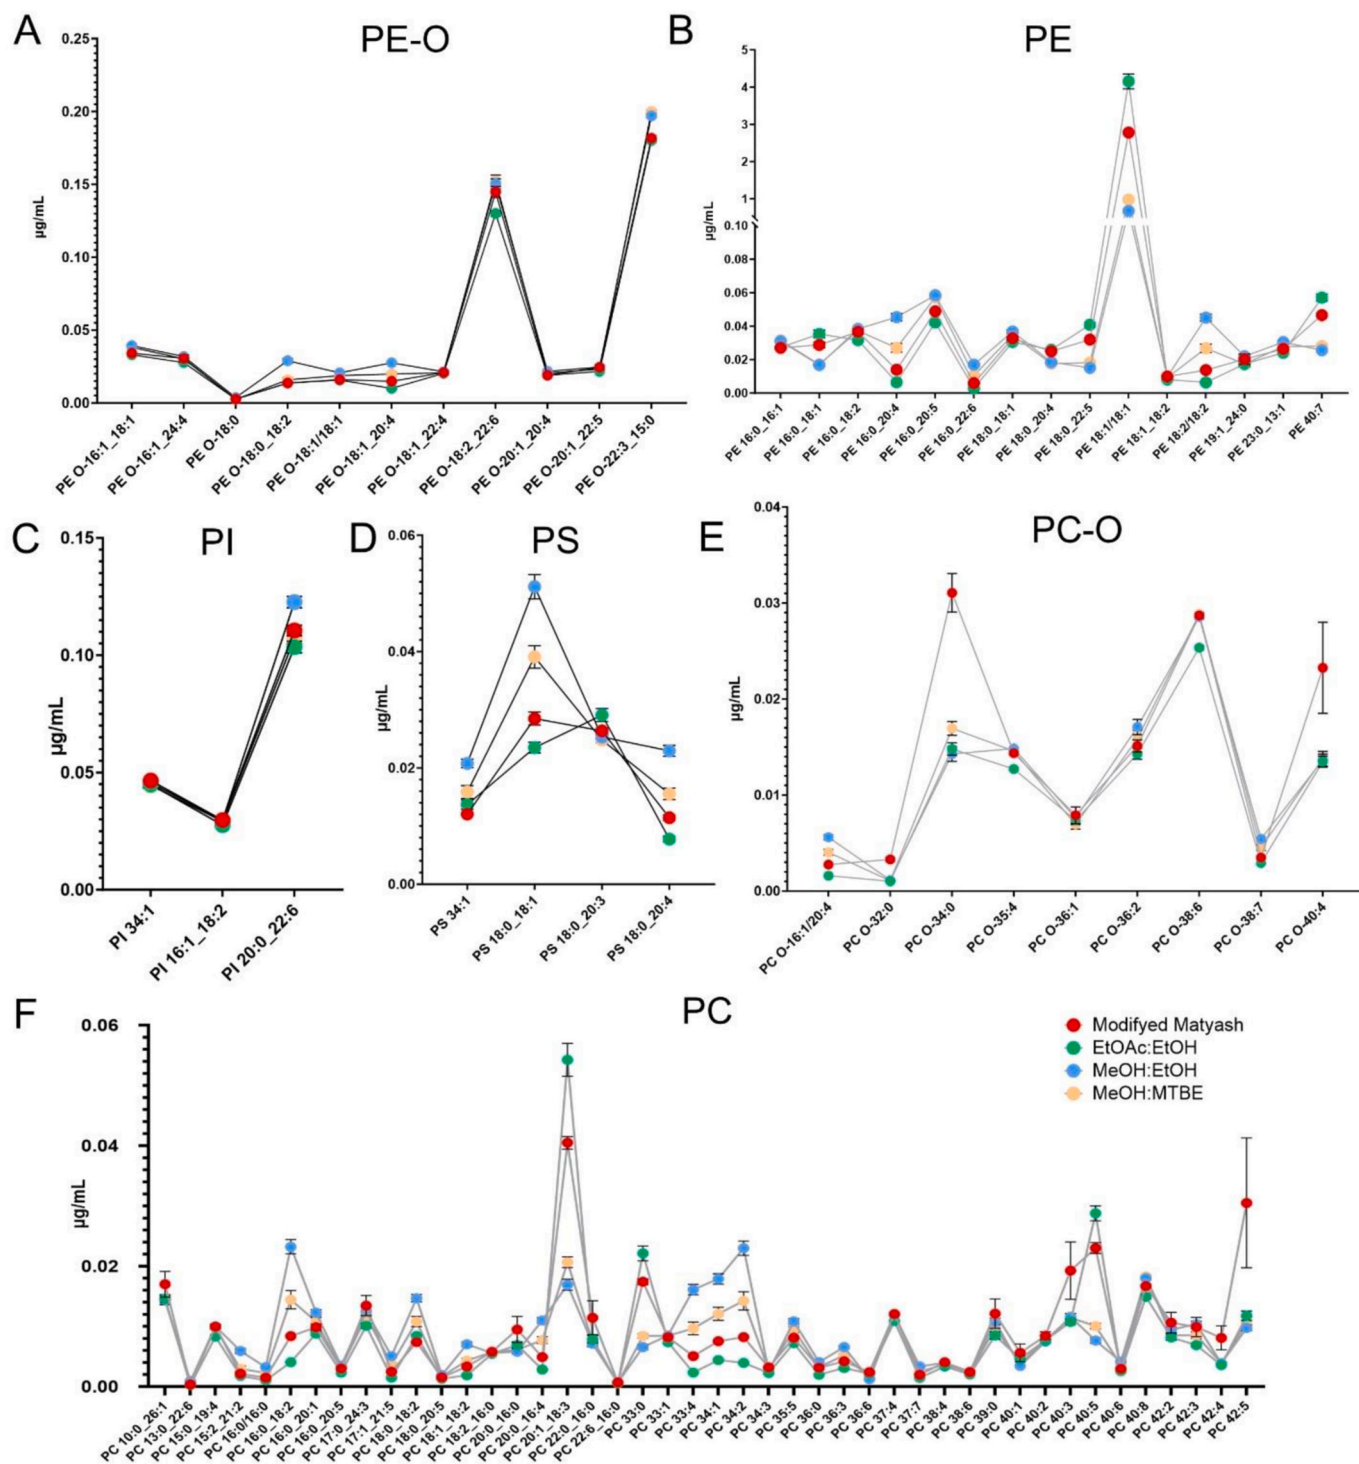 A
PE-O
0.25
0.20
0.15
0.10
0.05
0.00
µg/mL
PE O-16:1_18:1
PE O-16:1_24:4
PE O-18:0
PE O-18:0_18:2
PE O-18:1/18:1
PE O-18:1_20:4
PE O-18:1_22:4
PE O-18:2_22:6
PE O-20:1_20:4
PE O-20:1_22:5
PE O-22:3_15:0
B
PE
5
4
3
2
1
0.10
0.08
0.06
0.04
0.02
0.00
µg/mL
PE 16:0_16:1
PE 16:0_18:1
PE 16:0_18:2
PE 16:0_20:4
PE 16:0_20:5
PE 16:0_22:6
PE 18:0_18:1
PE 18:0_20:4
PE 18:0_22:5
PE 18:1/18:1
PE 18:1_18:2
PE 18:2/18:2
PE 19:1_24:0
PE 23:0_13:1
PE 40:7
C
PI
0.15
0.10
0.05
0.00
µg/mL
PI 34:1
PI 16:1_18:2
PI 20:0_22:6
D
PS
0.06
0.04
0.02
0.00
µg/mL
PS 34:1
PS 18:0_18:1
PS 18:0_20:3
PS 18:0_20:4
E
PC-O
0.04
0.03
0.02
0.01
0.00
µg/mL
PC O-16:1/20:4
PC O-32:0
PC O-34:0
PC O-35:4
PC O-36:1
PC O-36:2
PC O-38:6
PC O-38:7
PC O-40:4
F
PC
0.06
0.04
0.02
0.00
µg/mL
Modifyed Matyash
EtOAc:EtOH
MeOH:EtOH
MeOH:MTBE
PC 10:0_26:1
PC 13:0_22:6
PC 15:0_19:4
PC 15:2_21:2
PC 16:0/16:0
PC 16:0_18:2
PC 16:0_20:1
PC 16:0_20:5
PC 17:0_24:3
PC 17:1_21:5
PC 18:0_18:2
PC 18:0_20:5
PC 18:1_18:2
PC 18:2_16:0
PC 20:0_16:0
PC 20:0_16:4
PC 20:1_18:3
PC 22:0_16:0
PC 22:6_16:0
PC 33:0
PC 33:1
PC 33:4
PC 34:1
PC 34:2
PC 34:3
PC 35:5
PC 36:0
PC 36:3
PC 36:6
PC 37:4
PC 37:7
PC 38:4
PC 38:6
PC 39:0
PC 40:1
PC 40:2
PC 40:3
PC 40:5
PC 40:6
PC 40:8
PC 42:2
PC 42:3
PC 42:4
PC 42:5